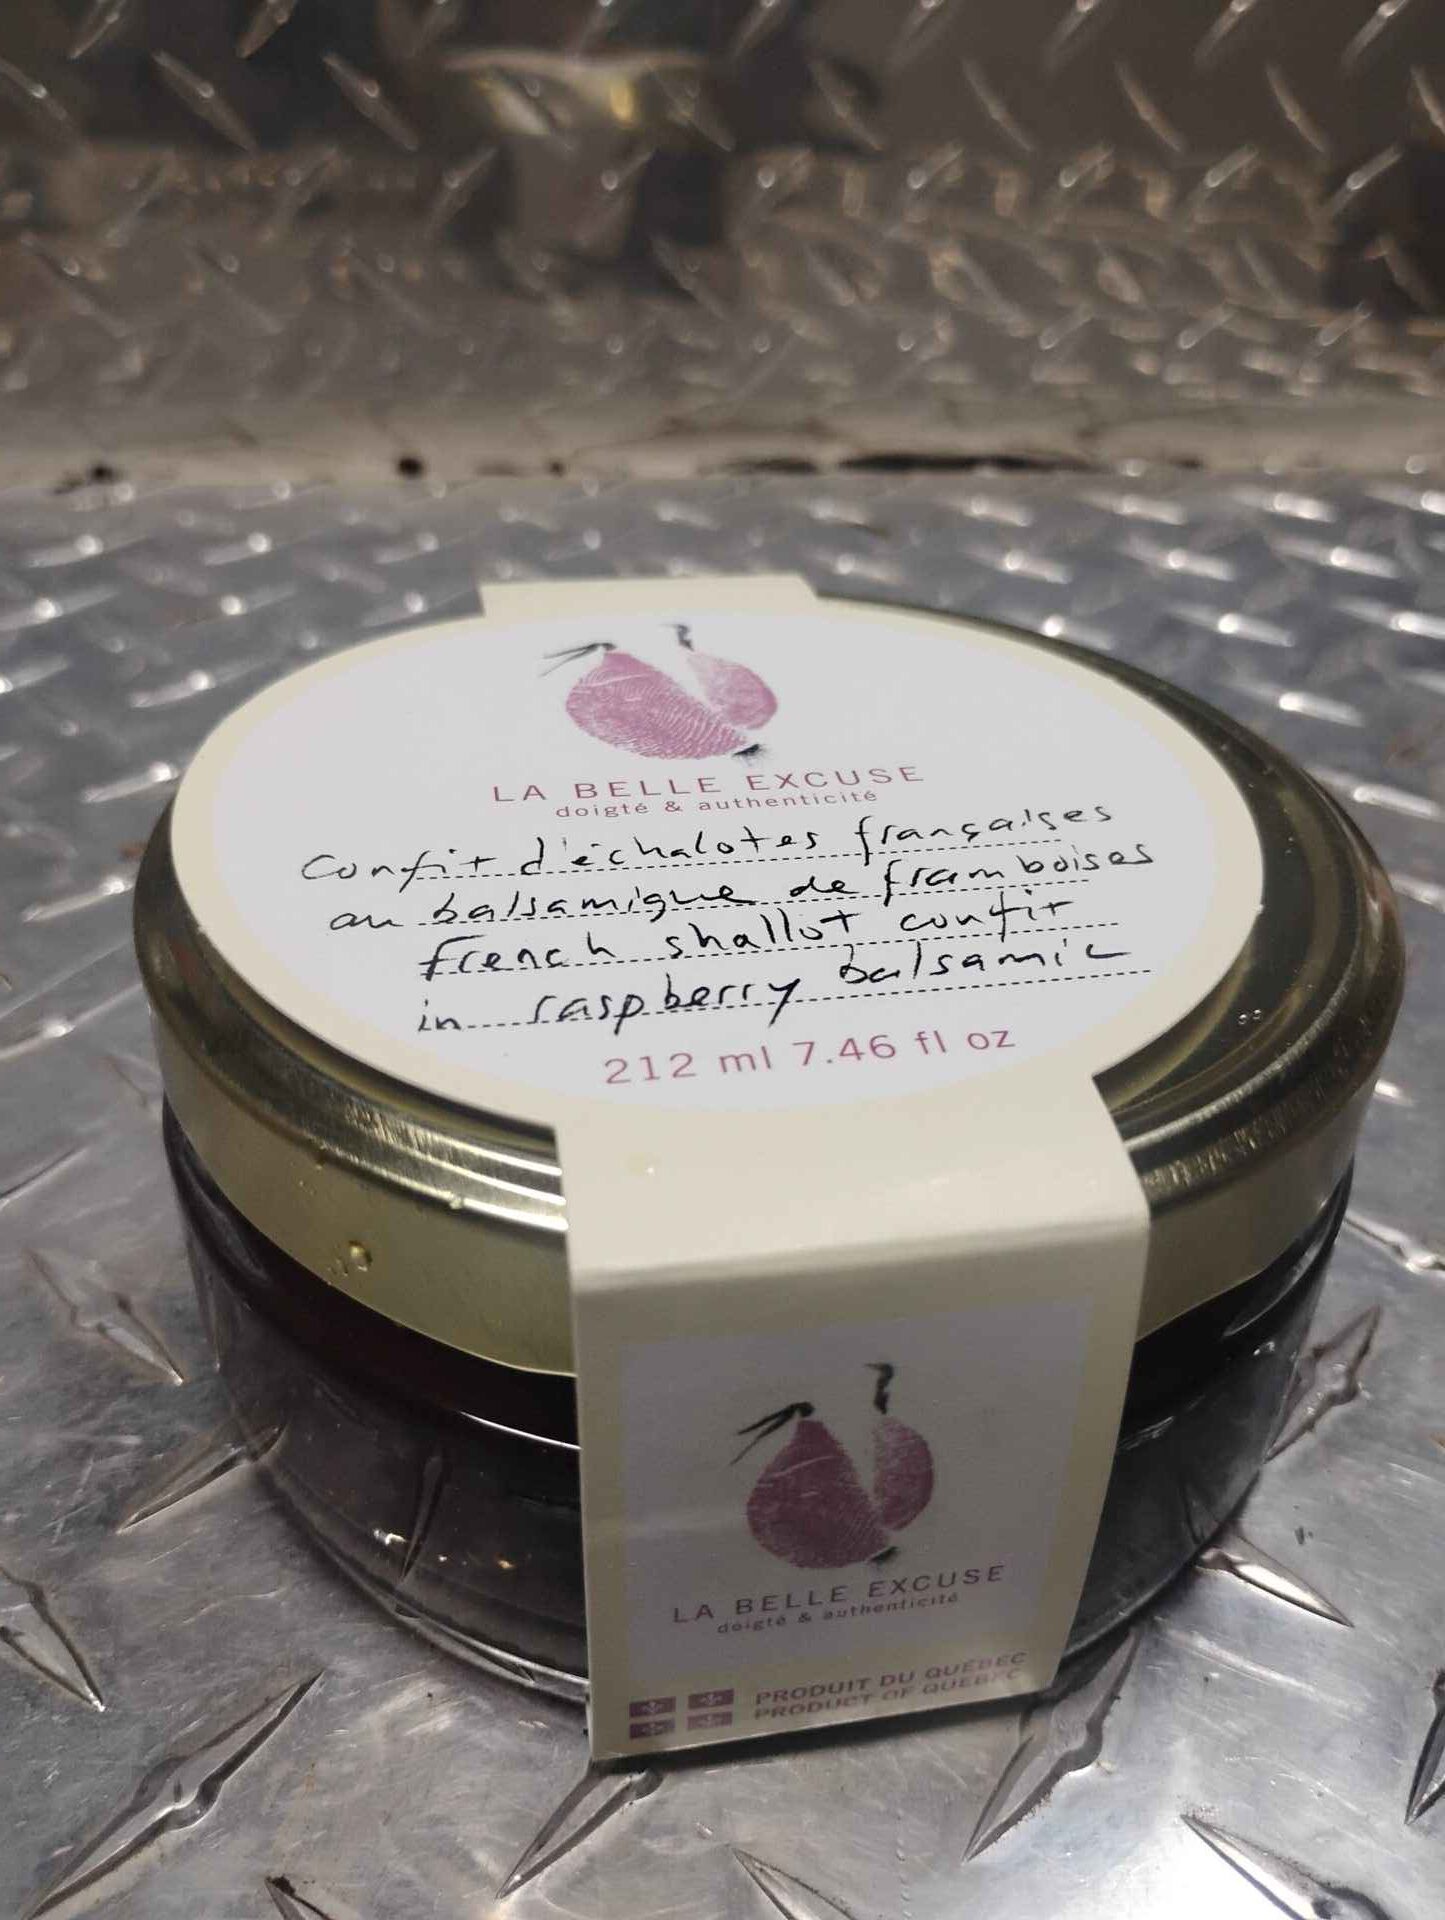 LA BELLE EXCUSE
doigté & authenticité
Confit d'échalotes françaises
au balsamique de framboises
French shallot confit
in raspberry balsamic
212 ml 7.46 fl oz
LA BELLE EXCUSE
doigté & authenticité
PRODUIT DU QUÉBEC
PRODUCT OF QUEBEC